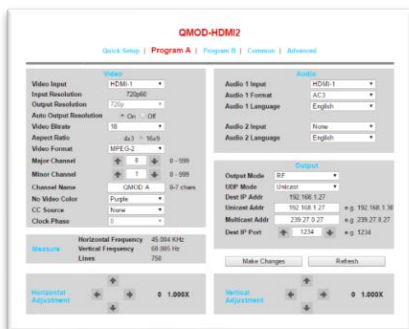 QMOD-HDMI2
Quick Setup | Program A | Program B | Common | Advanced
Video
Video Input HDMI-1
Input Resolution 720p60
Output Resolution 720p
Auto Output Resolution On Off
Video Bitrate 18
Aspect Ratio 4x3 16x9
Video Format MPEG-2
Major Channel 8 0 - 999
Minor Channel 1 0 - 999
Channel Name QMOD A 0-7 chars
No Video Color Purple
CC Source None
Clock Phase 0
Measure
Horizontal Frequency 45.004 KHz
Vertical Frequency
Lines 750
Audio
Audio 1 Input HDMI-1
Audio 1 Format AC3
Audio 1 Language English
Audio 2 Input None
Audio 2 Language English
Output
Output Mode RF
UDP Mode Unicast
Dest IP Addr 192.168.1.27
Unicast Addr 192.168.1.27 e.g. 192.168.1.36
Multicast Addr 239.27.0.27 e.g. 239.27.0.27
Dest IP Port 1234 e.g. 1234
Make Changes Refresh
Horizontal Adjustment 0 1.000X
Vertical Adjustment 0 1.000X